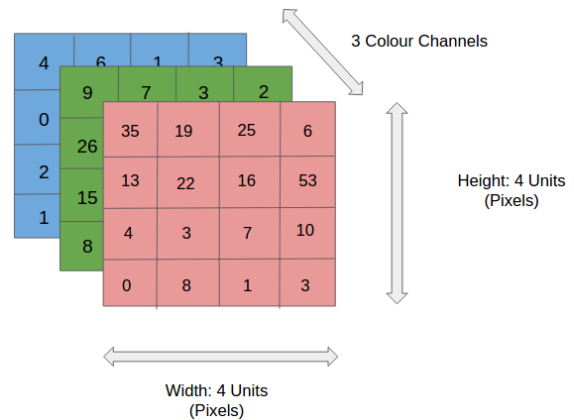 3 Colour Channels
4 6 1 3
9 7 3 2
0
35 19 25 6
26
13 22 16 53
2
15
Height: 4 Units
(Pixels)
1
4 3 7 10
8
0 8 1 3
Width: 4 Units
(Pixels)